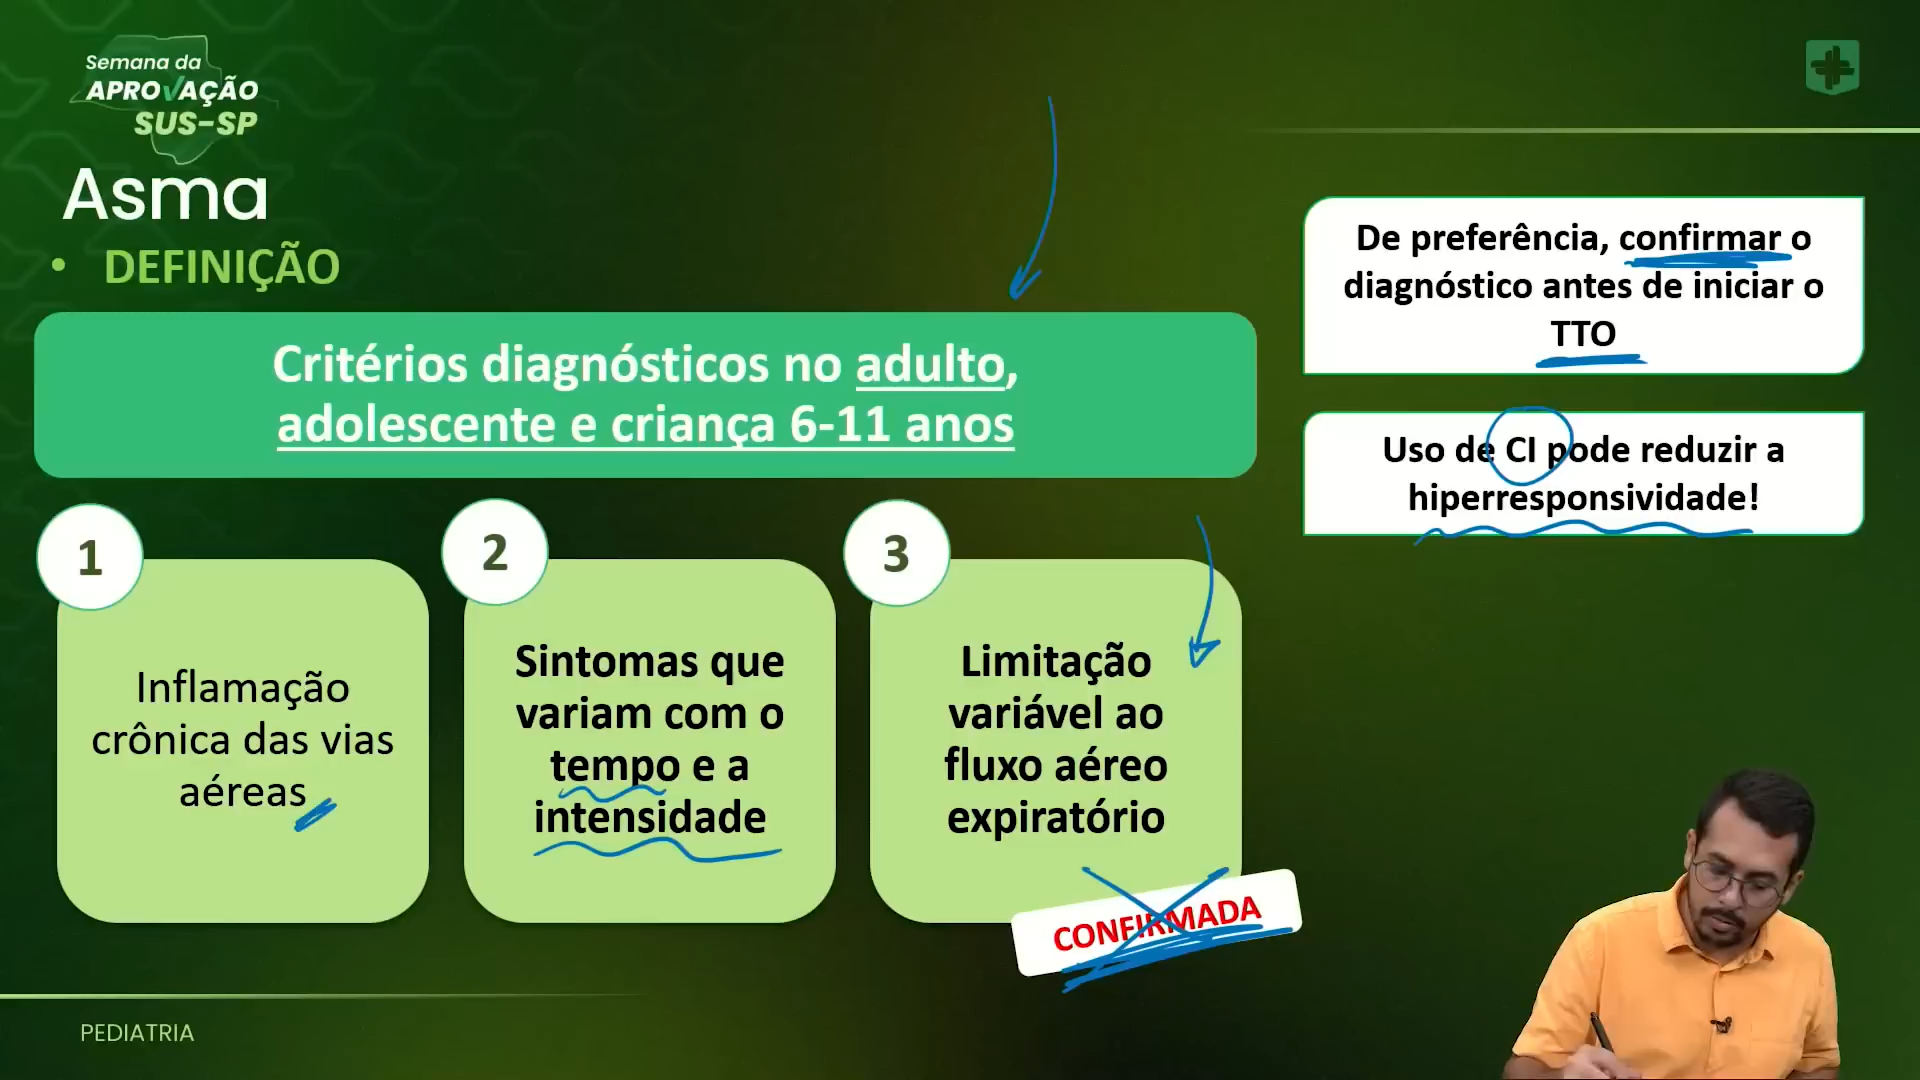 Semana da
APROVAÇÃO
SUS-SP
Asma
• DEFINIÇÃO
Critérios diagnósticos no adulto,
adolescente e criança 6-11 anos
1
Inflamação
crônica das vias
aéreas
2
Sintomas que
variam com o
tempo e a
intensidade
3
Limitação
variável ao
fluxo aéreo
expiratório
CONFIRMADA
De preferência, confirmar o
diagnóstico antes de iniciar o
TTO
Uso de CI pode reduzir a
hiperresponsividade!
PEDIATRIA